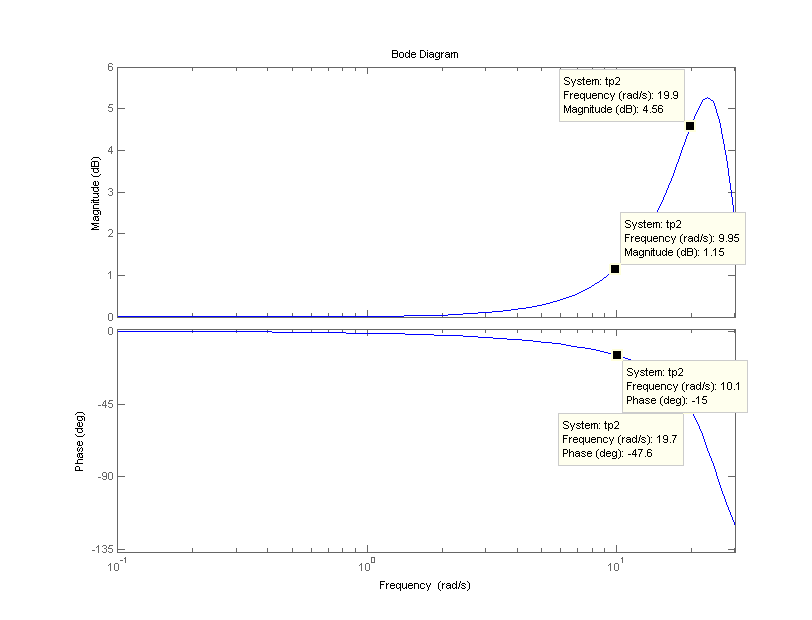 Bode Diagram
6
5
4
3
2
1
0
Magnitude (dB)
System: tp2
Frequency (rad/s): 19.9
Magnitude (dB): 4.56
System: tp2
Frequency (rad/s): 9.95
Magnitude (dB): 1.15
0
-45
-90
-135
Phase (deg)
System: tp2
Frequency (rad/s): 10.1
Phase (deg): -15
System: tp2
Frequency (rad/s): 19.7
Phase (deg): -47.6
10^-1 10^0 10^1
Frequency (rad/s)